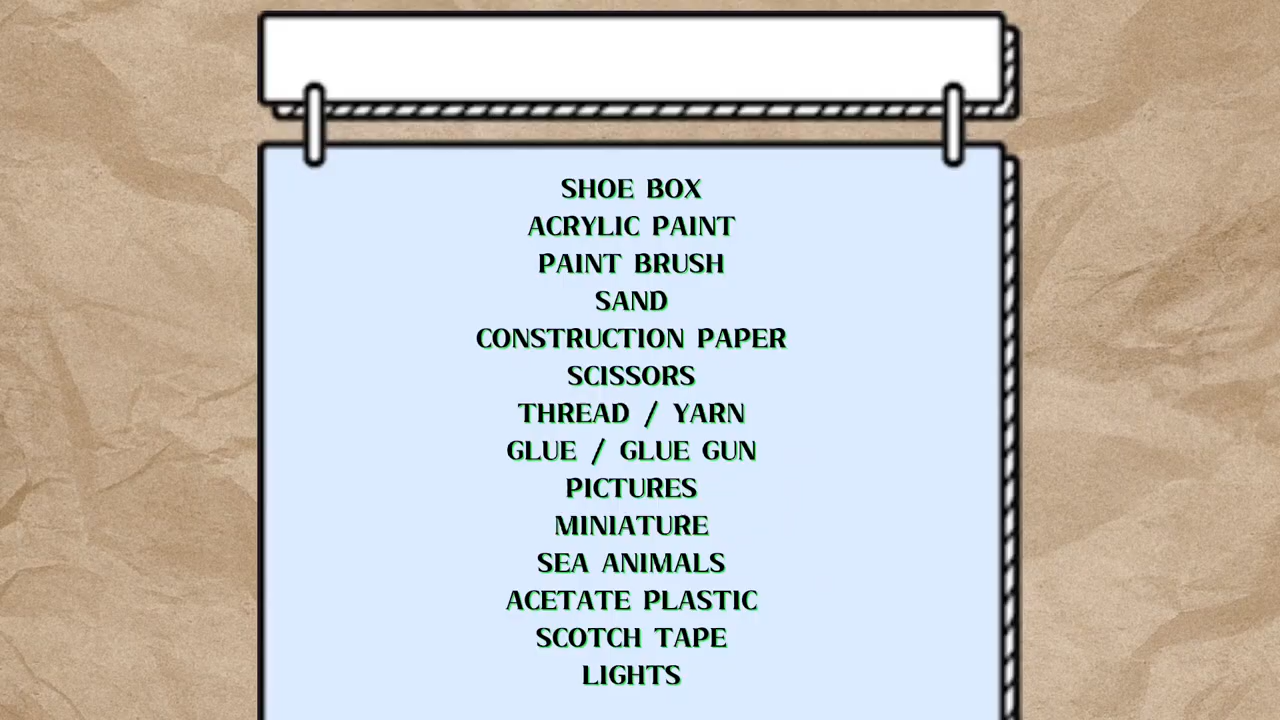 SHOE BOX
ACRYLIC PAINT
PAINT BRUSH
SAND
CONSTRUCTION PAPER
SCISSORS
THREAD / YARN
GLUE / GLUE GUN
PICTURES
MINIATURE
SEA ANIMALS
ACETATE PLASTIC
SCOTCH TAPE
LIGHTS